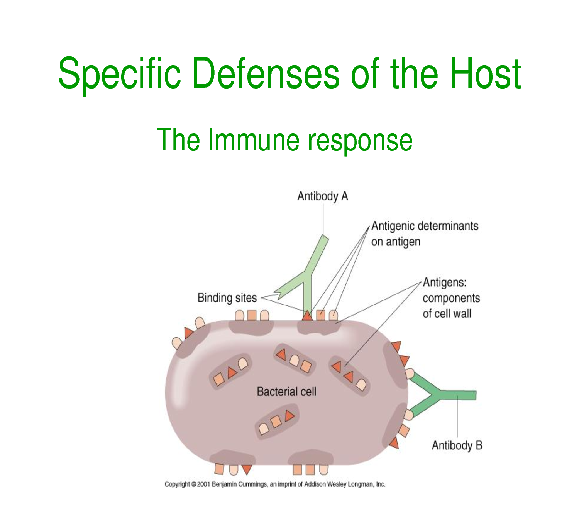 Specific Defenses of the Host
The Immune response
Antibody A
Antigenic determinants
on antigen
Antigens:
components
of cell wall
Binding sites
Bacterial cell
Antibody B
Copyright © 2001 Benjamin Cummings, an imprint of Addison Wesley Longman, Inc.